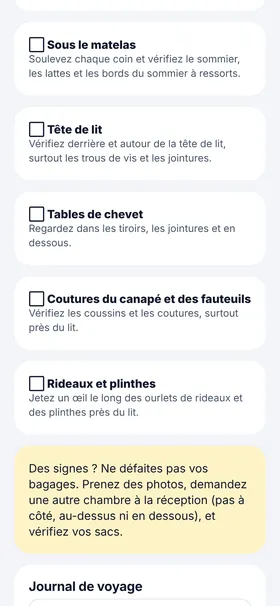 Sous le matelas
Soulevez chaque coin et vérifiez le sommier,
les lattes et les bords du sommier à ressorts.
Tête de lit
Vérifiez derrière et autour de la tête de lit,
surtout les trous de vis et les jointures.
Tables de chevet
Regardez dans les tiroirs, les jointures et en
dessous.
Coutures du canapé et des fauteuils
Vérifiez les coussins et les coutures, surtout
près du lit.
Rideaux et plinthes
Jetez un œil le long des ourlets de rideaux et
des plinthes près du lit.
Des signes ? Ne défaites pas vos
bagages. Prenez des photos, demandez
une autre chambre à la réception (pas à
côté, au-dessus ni en dessous), et
vérifiez vos sacs.
Journal de voyage